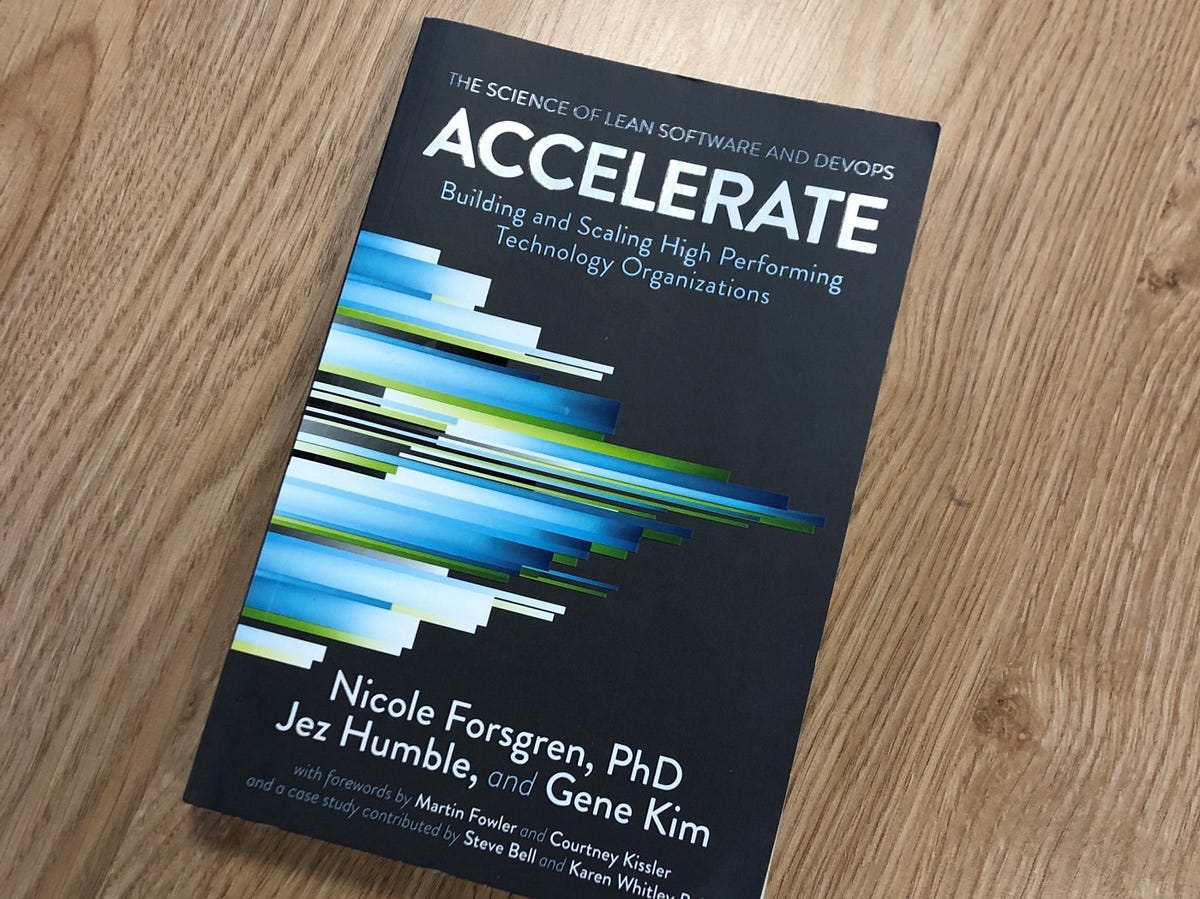 THE SCIENCE OF LEAN SOFTWARE AND DEVOPS
ACCELERATE
Building and Scaling High Performing
Technology Organizations
Nicole Forsgren, PhD
Jez Humble, and Gene Kim
with forewords by Martin Fowler and Courtney Kissler
and a case study contributed by Steve Bell and Karen Whitley